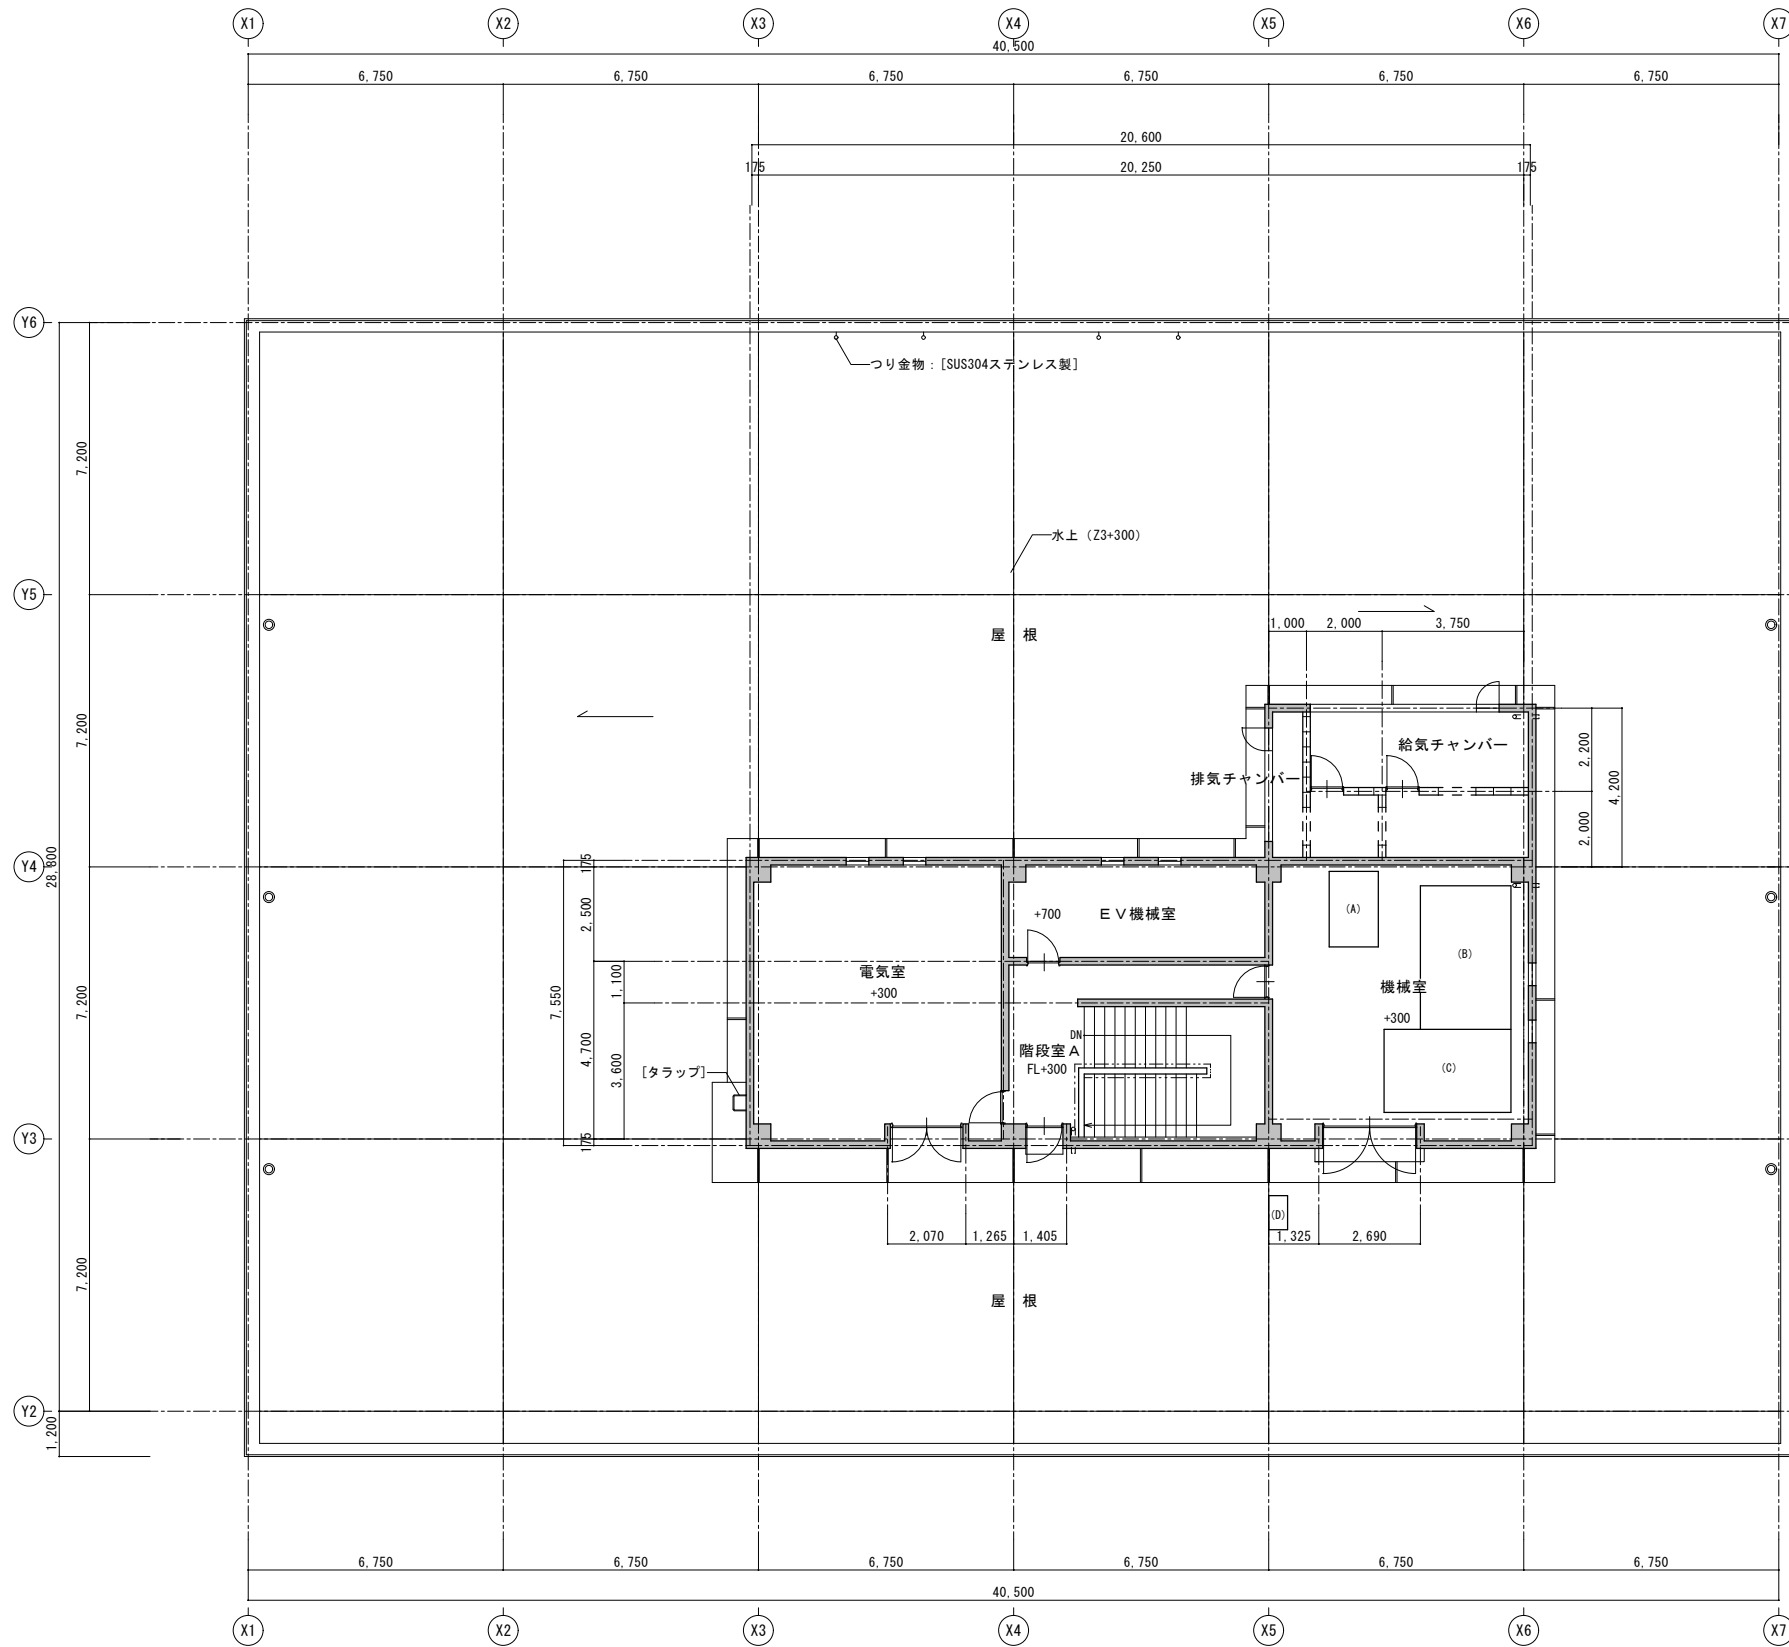 X1 X2 X3 X4 X5 X6 X7
40,500
6,750 6,750 6,750 6,750 6,750 6,750
20,600
175 20,250 175
Y6
つり金物：[SUS304ステンレス製]
7,200
水上（Z3+300）
Y5
1,000 2,000 3,750
屋 根
7,200
給気チャンバー
2,200
排気チャンバー
4,200
2,000
Y4
28,800
175
(A)
+700 ＥＶ機械室
2,500
(B)
電気室
1,100
+300
機械室
7,200
7,550
+300
DN
4,700
階段室Ａ
3,600
FL+300
(C)
[タラップ]
Y3
175
(D)
2,070 1,265 1,405 1,325 2,690
7,200
屋 根
Y2
1,200
6,750 6,750 6,750 6,750 6,750 6,750
40,500
X1 X2 X3 X4 X5 X6 X7